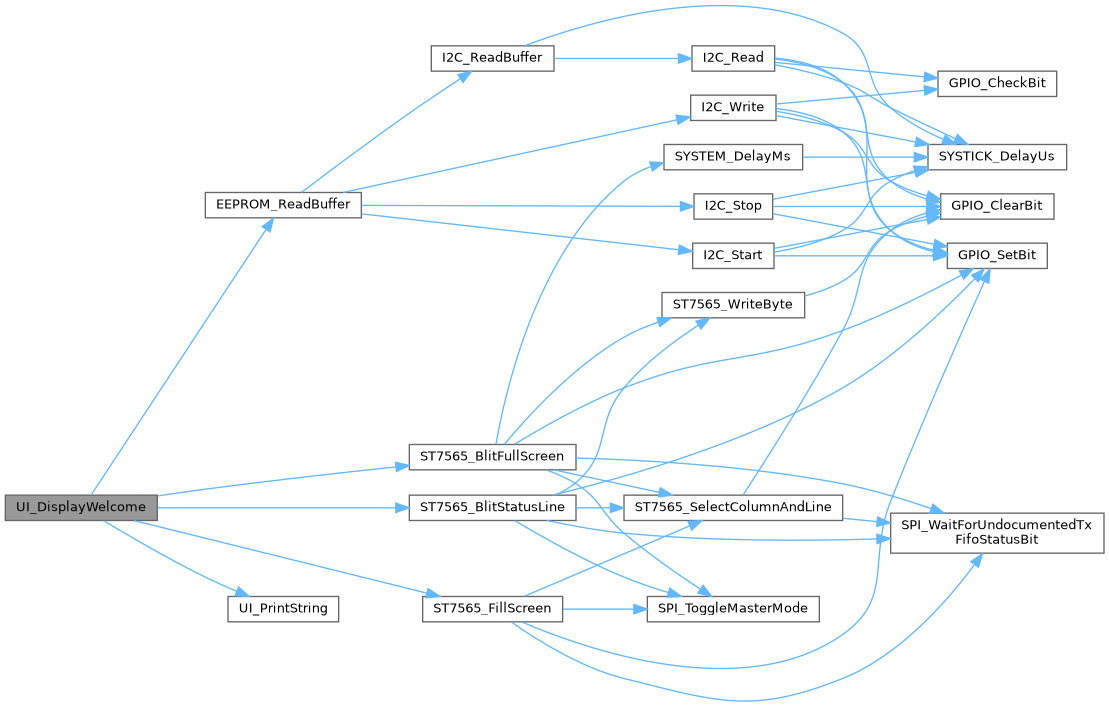 I2C_ReadBuffer
I2C_Read
GPIO_CheckBit
I2C_Write
SYSTEM_DelayMs
SYSTICK_DelayUs
EEPROM_ReadBuffer
I2C_Stop
GPIO_ClearBit
I2C_Start
GPIO_SetBit
ST7565_WriteByte
ST7565_BlitFullScreen
UI_DisplayWelcome
ST7565_BlitStatusLine
ST7565_SelectColumnAndLine
SPI_WaitForUndocumentedTx
FifoStatusBit
UI_PrintString
ST7565_FillScreen
SPI_ToggleMasterMode